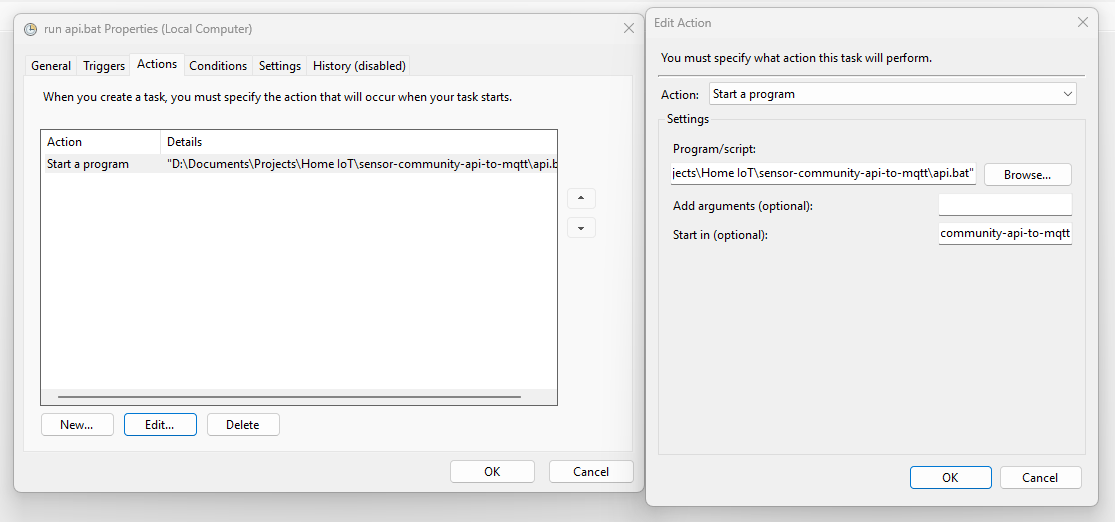 run api.bat Properties (Local Computer)
General Triggers Actions Conditions Settings History (disabled)
When you create a task, you must specify the action that will occur when your task starts.
Action Details
Start a program "D:\Documents\Projects\Home IoT\sensor-community-api-to-mqtt\api.b
New... Edit... Delete
OK Cancel
Edit Action
You must specify what action this task will perform.
Action: Start a program
Settings
Program/script:
jects\Home IoT\sensor-community-api-to-mqtt\api.bat" Browse...
Add arguments (optional):
Start in (optional): community-api-to-mqtt
OK Cancel